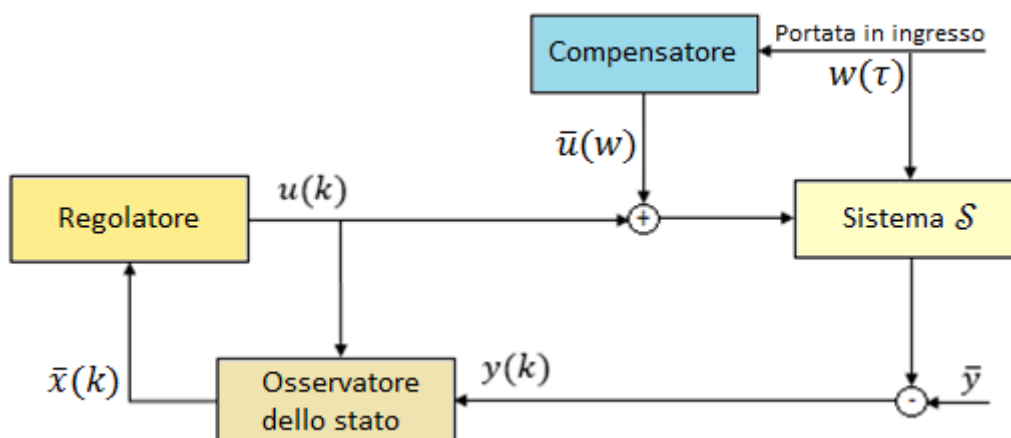 Portata in ingresso
Compensatore
w(τ)
ū(w)
u(k)
Regolatore
+
Sistema 𝒮
x̄(k)
y(k)
ȳ
-
Osservatore
dello stato